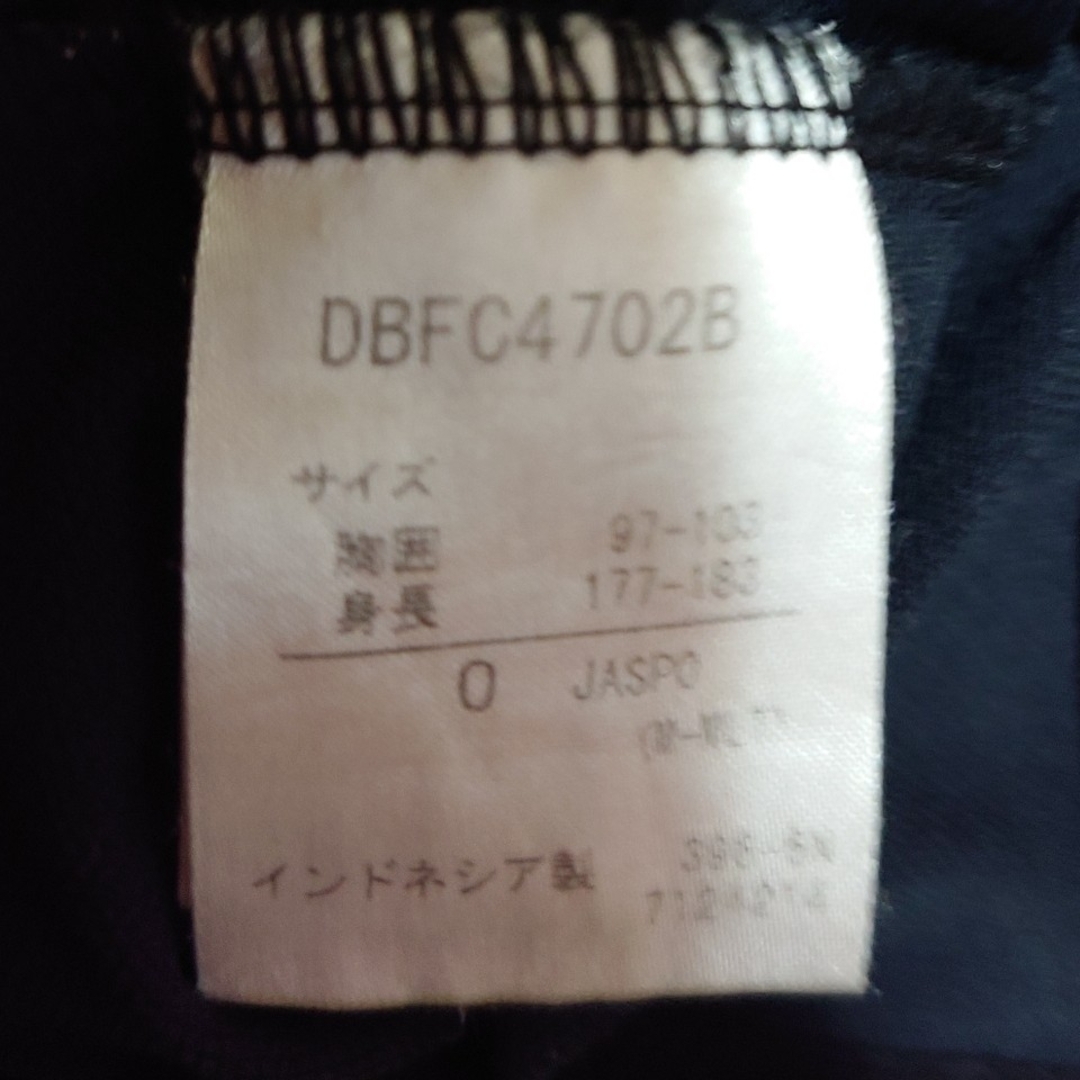 DBFC4702B
サイズ
胸囲 97-103
身長 177-183
O JASPO
インドネシア製